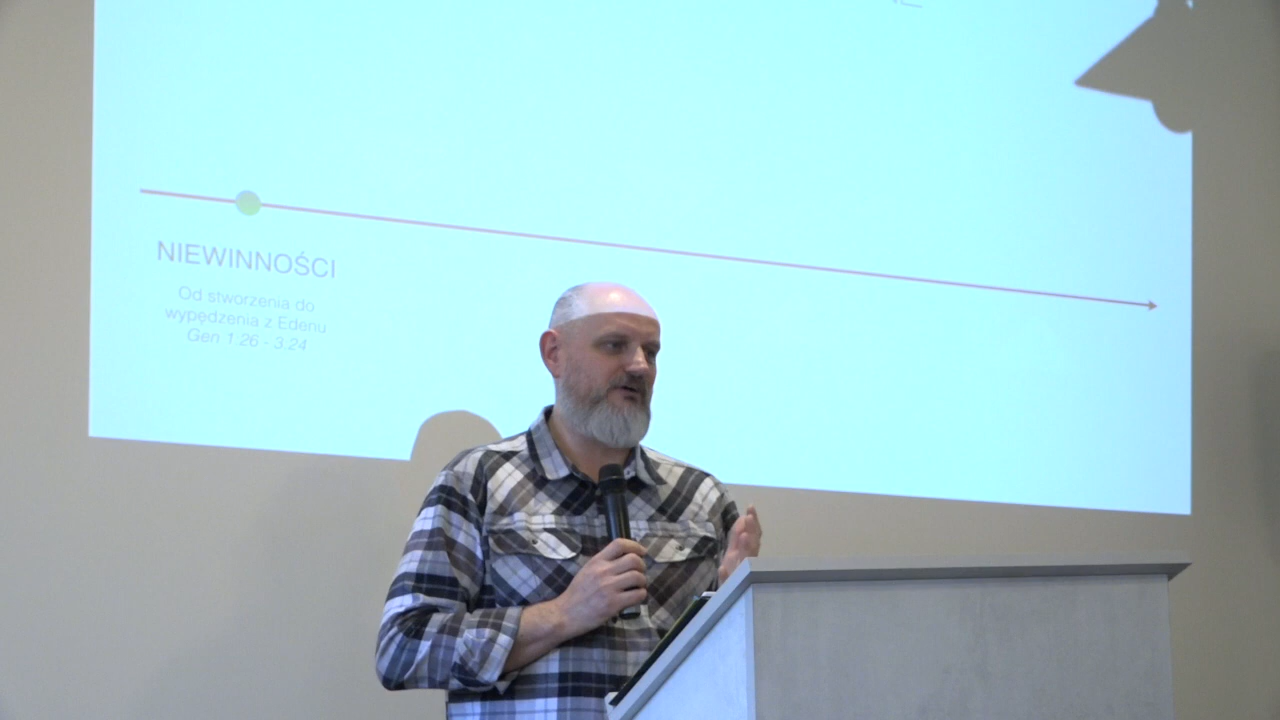 NIEWINNOŚCI
Od stworzenia do
wypędzenia z Edenu
Gen 1:26 - 3:24